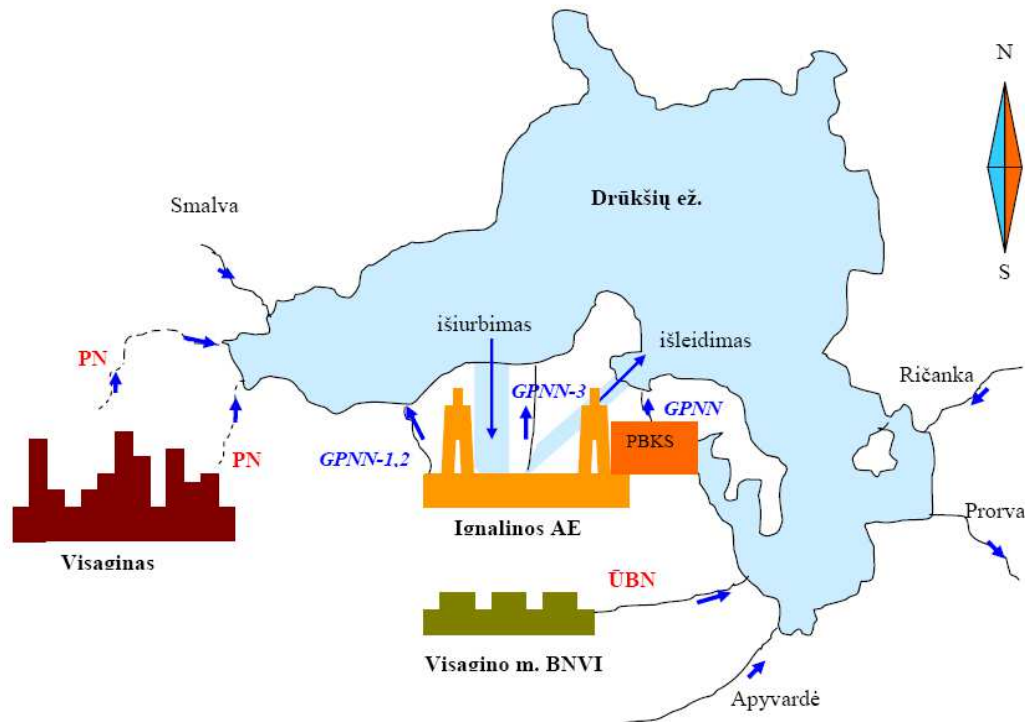 N
Drūkšių ež.
Smalva
S
išiurbimas
išleidimas
PN
Ričanka
GPNN-3
GPNN
PBKS
PN
GPNN-1,2
Prorva
Ignalinos AE
Visaginas
ŪBN
Visagino m. BNVI
Apyvardė